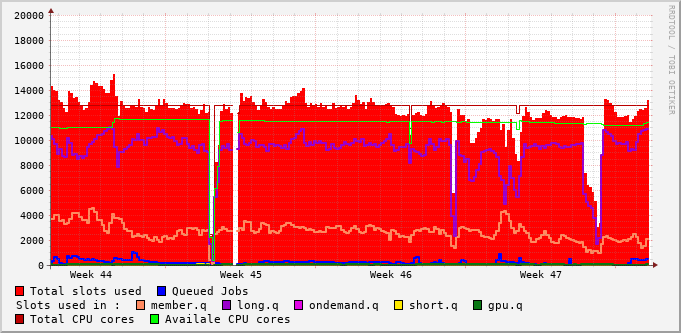 RRDTOOL / TOBI OETIKER
20000
18000
16000
14000
12000
10000
8000
6000
4000
2000
0
Week 44 Week 45 Week 46 Week 47
Total slots used Queued Jobs
Slots used in : member.q long.q ondemand.q short.q gpu.q
Total CPU cores Availale CPU cores